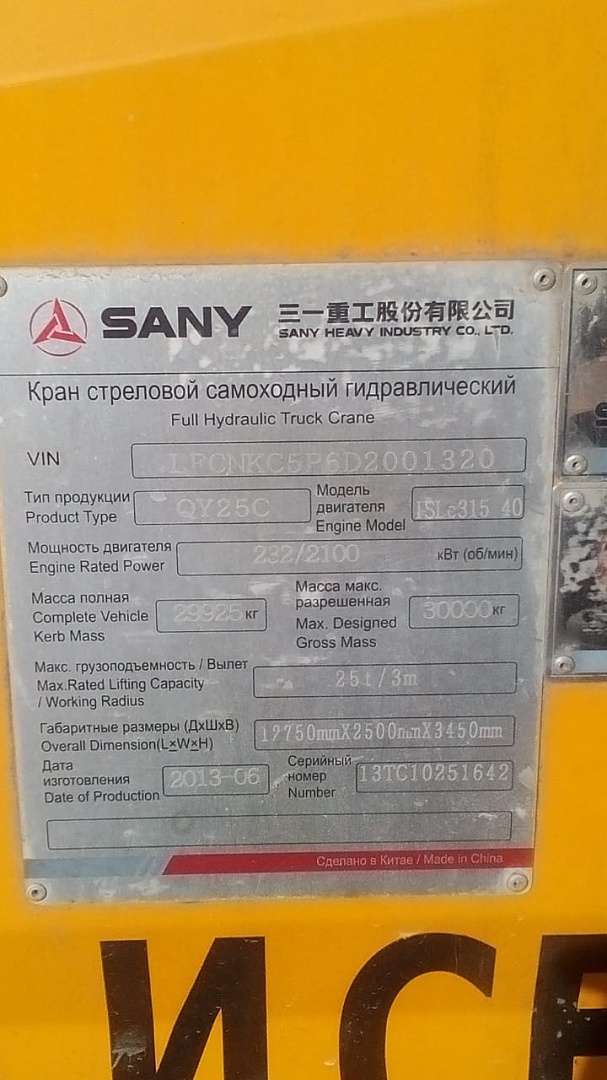 SANY 三一重工股份有限公司
SANY HEAVY INDUSTRY CO., LTD.
Кран стреловой самоходный гидравлический
Full Hydraulic Truck Crane
VIN LFCNKC5P6D2001320
Тип продукции QY25C Модель двигателя ISLe315 40
Product Type Engine Model
Мощность двигателя 232/2100 кВт (об/мин)
Engine Rated Power
Масса полная 29925 кг Масса макс. разрешенная 30000 кг
Complete Vehicle Kerb Mass Max. Designed Gross Mass
Макс. грузоподъемность / Вылет 25t/3m
Max.Rated Lifting Capacity
/ Working Radius
Габаритные размеры (ДхШхВ) 12750mmX2500mmX3450mm
Overall Dimension(L×W×H)
Дата изготовления 2013-06 Серийный номер 13TC10251642
Date of Production Number
Сделано в Китае / Made in China